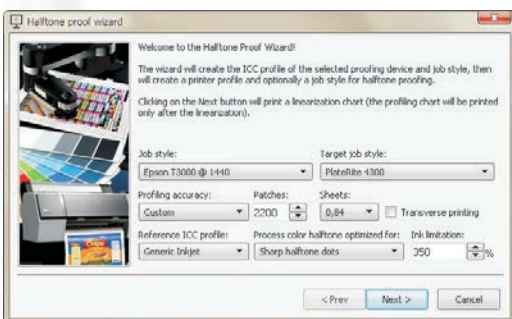 Halftone proof wizard
Welcome to the Halftone Proof Wizard!
The wizard will create the ICC profile of the selected proofing device and job style, then
will create a printer profile and optionally a job style for halftone proofing.
Clicking on the Next button will print a linearization chart (the profiling chart will be printed
only after the linearization).
Job style: Target job style:
Epson T3000 @ 1440 PlateRite 4300
Profiling accuracy: Patches: Sheets:
Custom 2200 0,84 Transverse printing
Reference ICC profile: Process color halftone optimized for: Ink limitation:
Generic Inkjet Sharp halftone dots 350 %
< Prev Next > Cancel